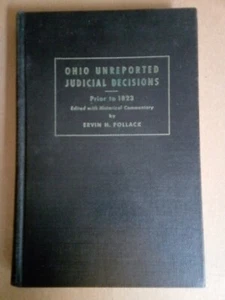 OHIO UNREPORTED
JUDICIAL DECISIONS
Prior to 1823
Edited with Historical Commentary
by
ERVIN H. POLLACK